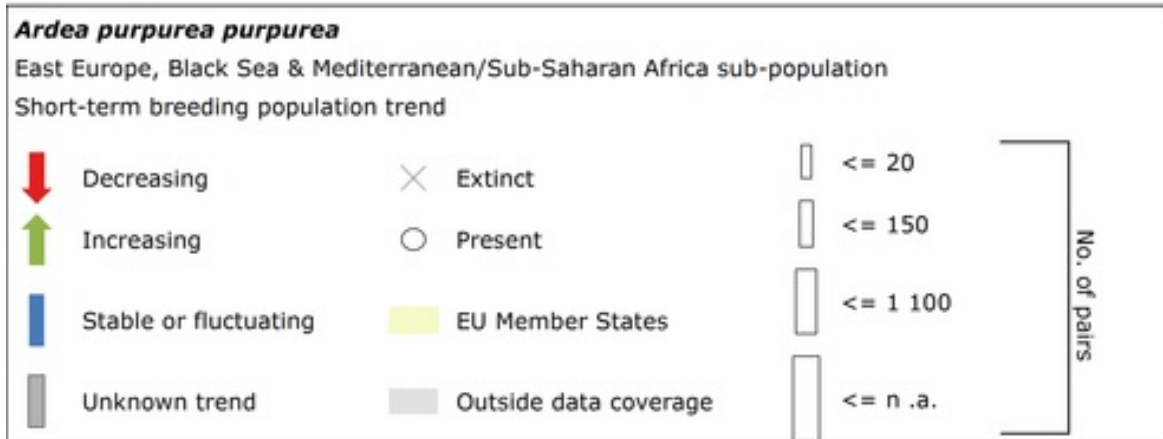 Ardea purpurea purpurea
East Europe, Black Sea & Mediterranean/Sub-Saharan Africa sub-population
Short-term breeding population trend
Decreasing
Extinct
<= 20
Increasing
Present
<= 150
Stable or fluctuating
EU Member States
<= 1 100
Unknown trend
Outside data coverage
<= n .a.
No. of pairs